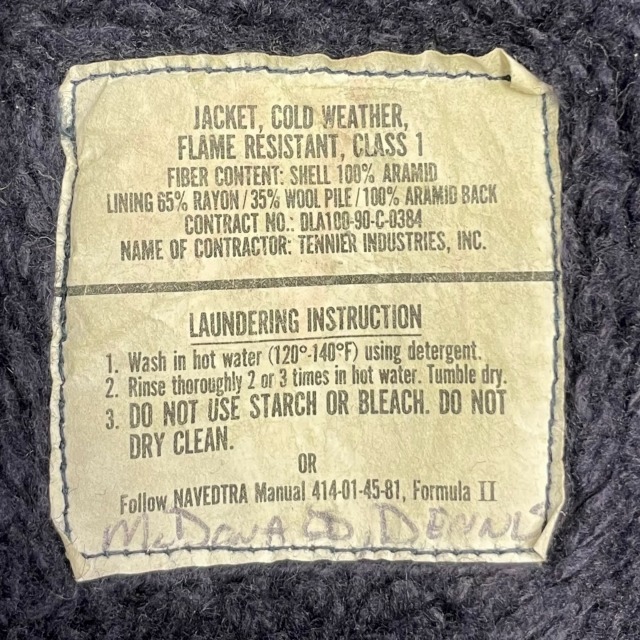 JACKET, COLD WEATHER,
FLAME RESISTANT, CLASS 1
FIBER CONTENT: SHELL 100% ARAMID
LINING 65% RAYON / 35% WOOL PILE / 100% ARAMID BACK
CONTRACT NO.: DLA100-90-C-0384
NAME OF CONTRACTOR: TENNIER INDUSTRIES, INC.
LAUNDERING INSTRUCTION
1. Wash in hot water (120°-140°F) using detergent.
2. Rinse thoroughly 2 or 3 times in hot water. Tumble dry.
3. DO NOT USE STARCH OR BLEACH. DO NOT
DRY CLEAN.
OR
Follow NAVEDTRA Manual 414-01-45-81, Formula II
McDONALD, DENNIS